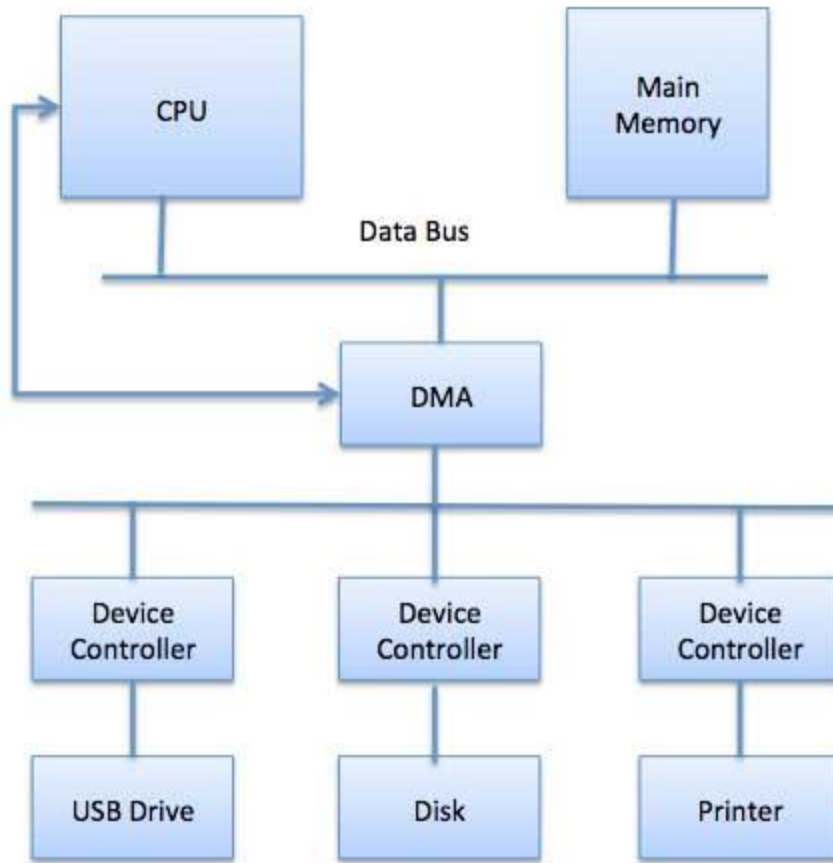 CPU
Main
Memory
Data Bus
DMA
Device
Controller
Device
Controller
Device
Controller
USB Drive
Disk
Printer